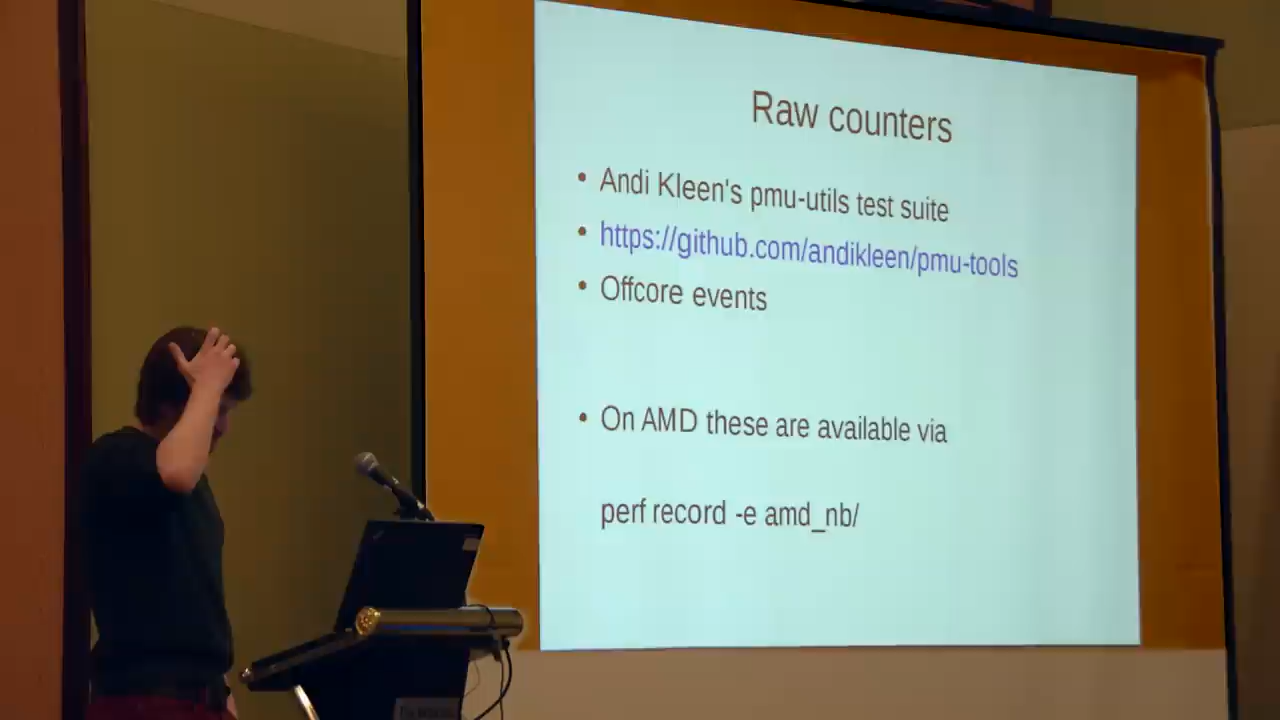 Raw counters
• Andi Kleen's pmu-utils test suite
• https://github.com/andikleen/pmu-tools
• Offcore events
• On AMD these are available via
perf record -e amd_nb/